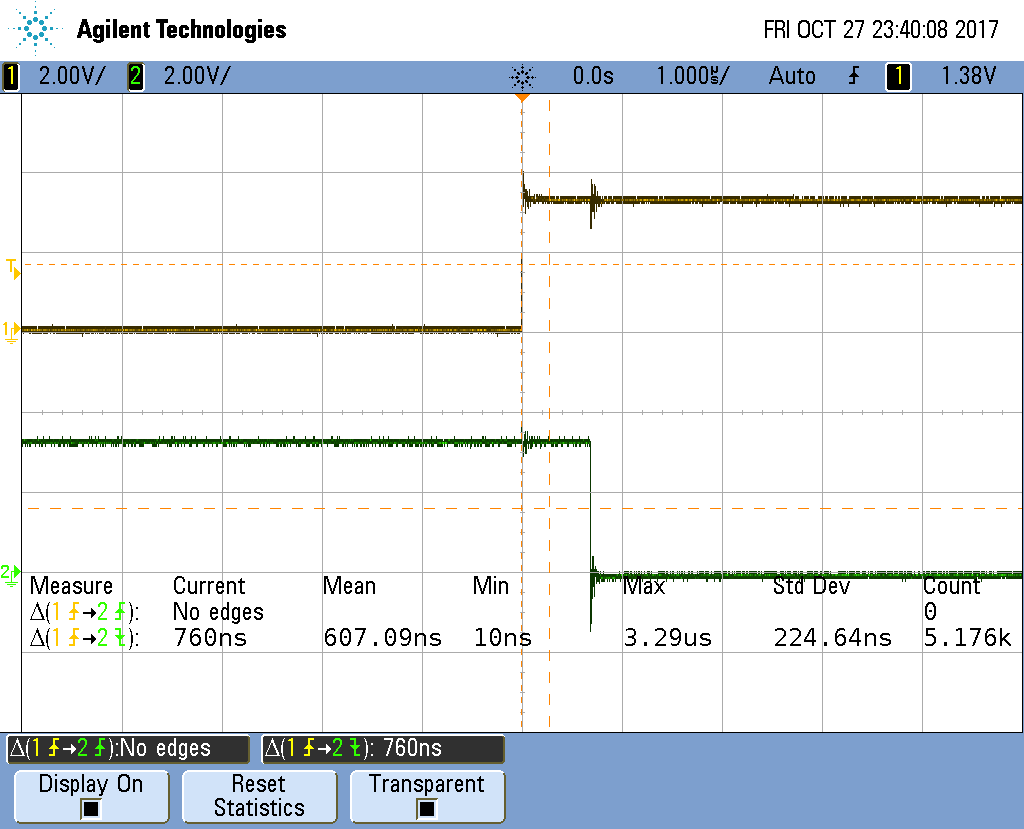 Agilent Technologies FRI OCT 27 23:40:08 2017
1 2.00V/ 2 2.00V/ 0.0s 1.000µs/ Auto 1 1.38V
T
1
2
Measure Current Mean Min Max Std Dev Count
Δ(1→2): No edges 0
Δ(1→2): 760ns 607.09ns 10ns 3.29us 224.64ns 5.176k
Δ(1→2):No edges Δ(1→2): 760ns
Display On Reset Statistics Transparent